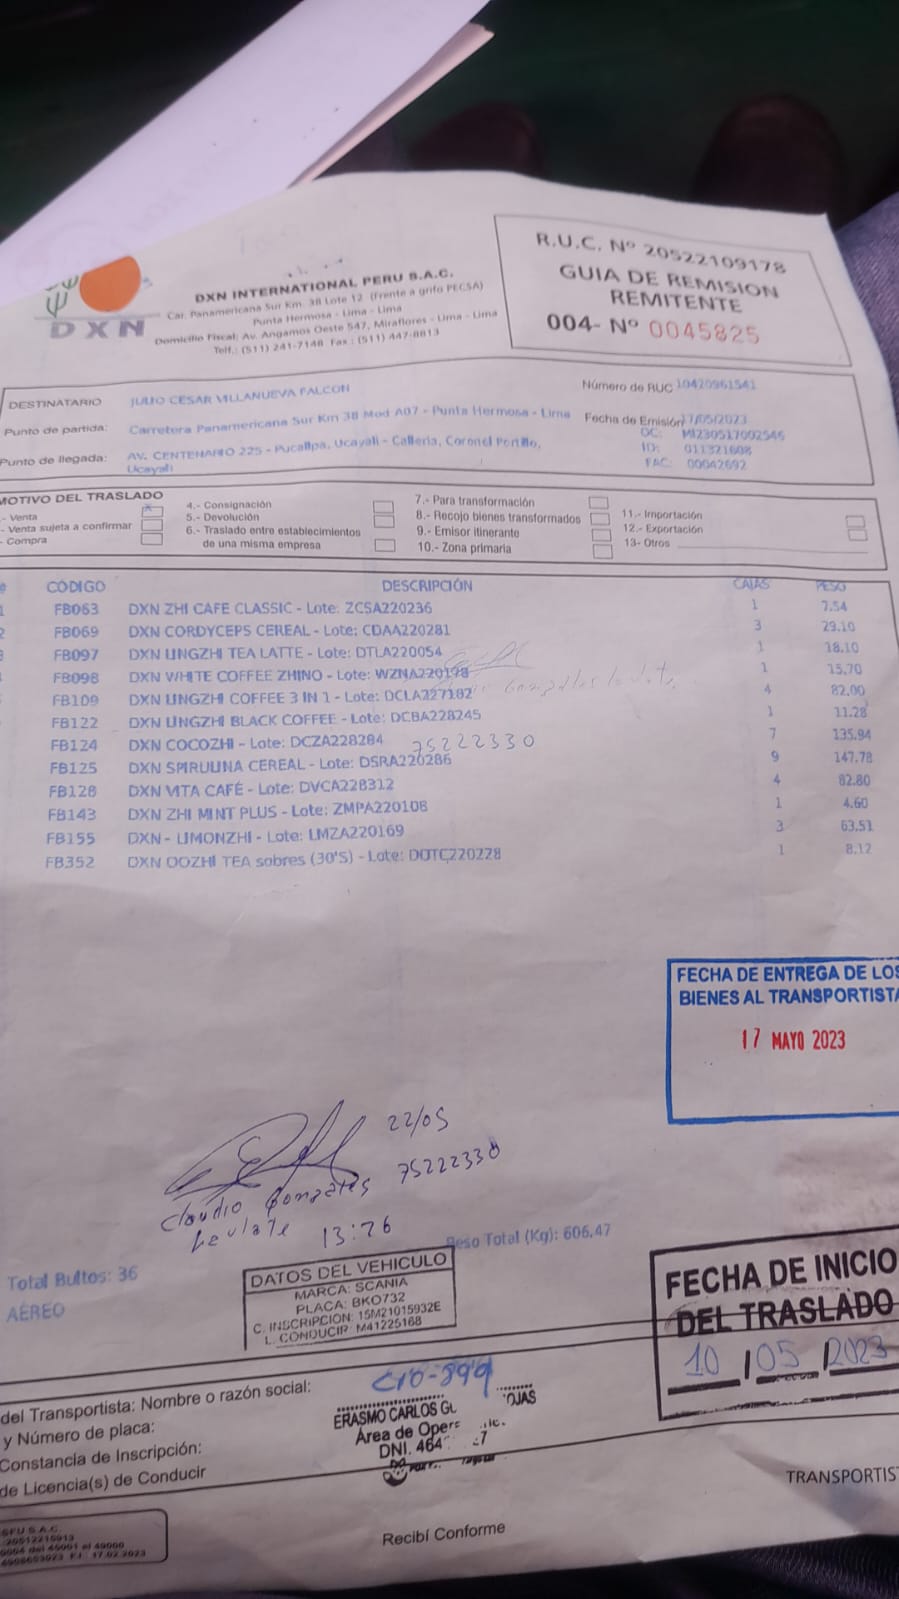 DXN
DXN INTERNATIONAL PERU S.A.C.
Car. Panamericana Sur Km. 38 Lote 12 (Frente a grifo PECSA)
Punta Hermosa - Lima - Lima
Domicilio Fiscal: Av. Angamos Oeste 547, Miraflores - Lima - Lima
Telf.: (511) 241-7148 Fax : (511) 447-8813
R.U.C. Nº 20522109178
GUIA DE REMISION
REMITENTE
004- Nº 0045825
DESTINATARIO JULIO CESAR VILLANUEVA FALCON
Número de RUC 10420961541
Punto de partida: Carretera Panamericana Sur Km 38 Mod A07 - Punta Hermosa - Lima
Fecha de Emisión 17/05/2023
OC: MI230517002546
Punto de llegada: AV. CENTENARIO 225 - Pucallpa, Ucayali - Calleria, Coronel Portillo,
Ucayali
ID: 011321608
FAC: 00042692
MOTIVO DEL TRASLADO
.- Venta x
- Venta sujeta a confirmar
- Compra
4.- Consignación
5.- Devolución
6.- Traslado entre establecimientos
de una misma empresa
7.- Para transformación
8.- Recojo bienes transformados
9.- Emisor itinerante
10.- Zona primaria
11.- Importación
12.- Exportación
13- Otros
CÓDIGO DESCRIPCIÓN CAJAS PESO
1 FB063 DXN ZHI CAFE CLASSIC - Lote: ZCSA220236 1 7.54
2 FB069 DXN CORDYCEPS CEREAL - Lote: CDAA220281 3 29.10
3 FB097 DXN LINGZHI TEA LATTE - Lote: DTLA220054 1 18.10
FB098 DXN WHITE COFFEE ZHINO - Lote: WZNA220198 1 15.70
FB109 DXN LINGZHI COFFEE 3 IN 1 - Lote: DCLA227182 4 82.00
FB122 DXN LINGZHI BLACK COFFEE - Lote: DCBA228245 1 11.28
FB124 DXN COCOZHI - Lote: DCZA228284 7 135.94
75222330
FB125 DXN SPIRULINA CEREAL - Lote: DSRA220286 9 147.78
FB128 DXN VITA CAFÉ - Lote: DVCA228312 4 82.80
FB143 DXN ZHI MINT PLUS - Lote: ZMPA220108 1 4.60
FB155 DXN - LIMONZHI - Lote: LMZA220169 3 63.51
FB352 DXN OOZHI TEA sobres (30'S) - Lote: DOTC220228 1 8.12
FECHA DE ENTREGA DE LOS
BIENES AL TRANSPORTISTA
17 MAYO 2023
22/05
Claudio Gonzales 75222330
13:26
Peso Total (Kg): 606.47
Total Bultos: 36
AÉREO
DATOS DEL VEHICULO
MARCA: SCANIA
PLACA: BKO732
C. INSCRIPCION: 15M21015932E
L. CONDUCIR: M41225168
FECHA DE INICIO
DEL TRASLADO
10 / 05 / 2023
del Transportista: Nombre o razón social:
y Número de placa:
Constancia de Inscripción:
de Licencia(s) de Conducir
ERASMO CARLOS
Área de
DNI. 464
TRANSPORTIS
Recibí Conforme
S.A.C.
17.02.2023